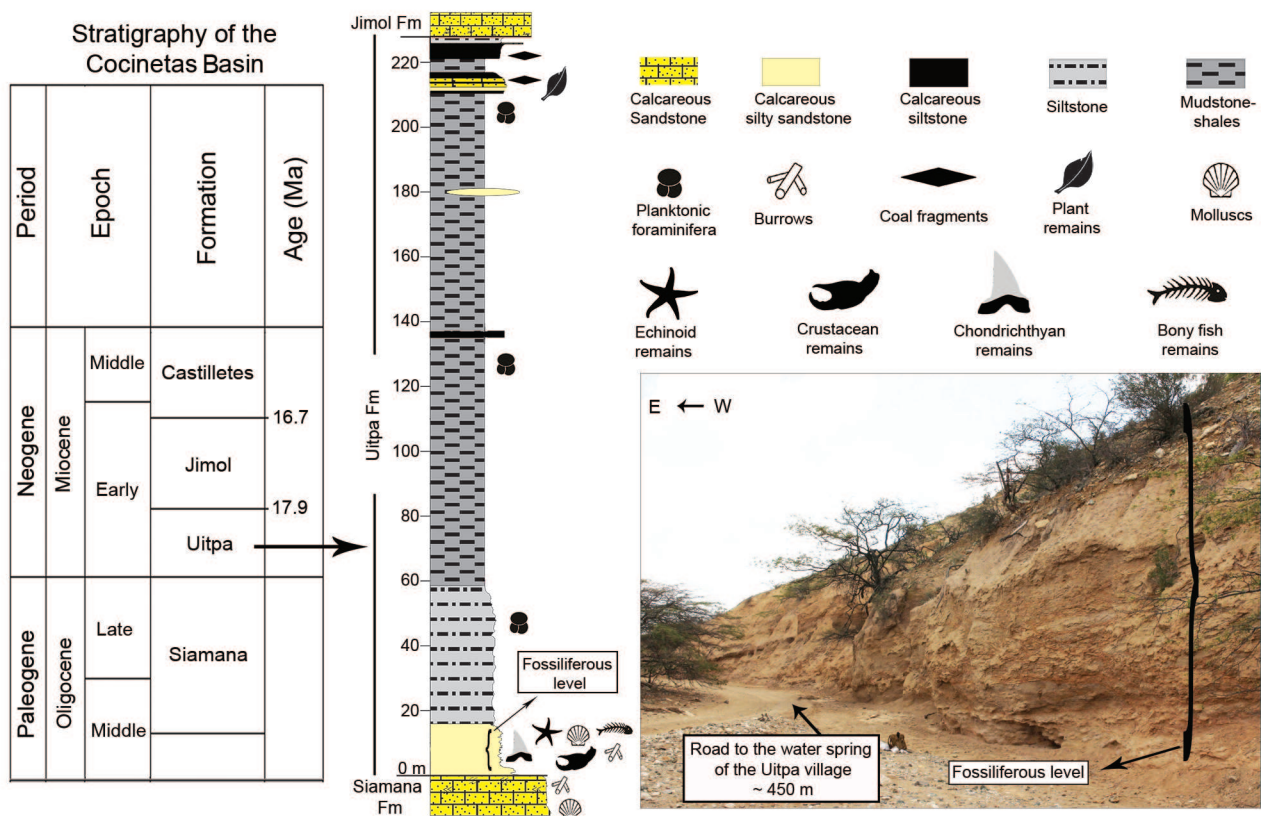 Stratigraphy of the
Cocinetas Basin
Period
Epoch
Formation
Age (Ma)
Neogene
Miocene
Middle
Early
Castilletes
16.7
Jimol
17.9
Uitpa
Paleogene
Oligocene
Late
Middle
Siamana
Jimol Fm
220
200
180
160
140
120
100
80
60
40
20
0 m
Uitpa Fm
Siamana
Fm
Fossiliferous
level
Calcareous
Sandstone
Calcareous
silty sandstone
Calcareous
siltstone
Siltstone
Mudstone-
shales
Planktonic
foraminifera
Burrows
Coal fragments
Plant
remains
Molluscs
Echinoid
remains
Crustacean
remains
Chondrichthyan
remains
Bony fish
remains
E W
Road to the water spring
of the Uitpa village
~ 450 m
Fossiliferous level